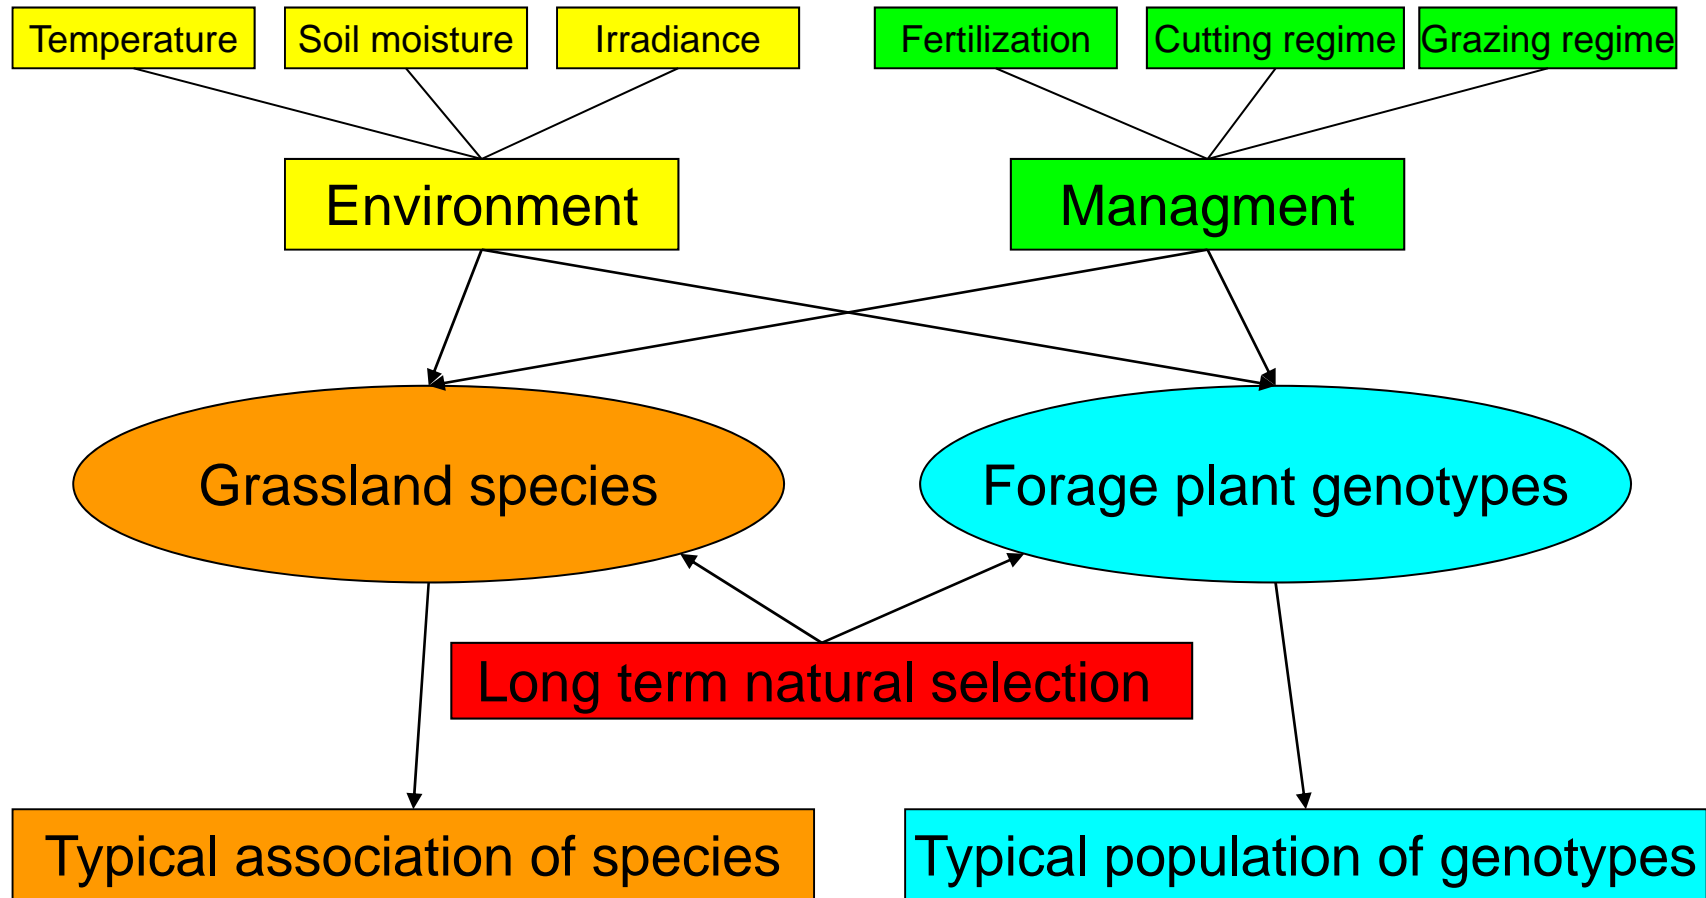 Temperature
Soil moisture
Irradiance
Fertilization
Cutting regime
Grazing regime
Environment
Managment
Grassland species
Forage plant genotypes
Long term natural selection
Typical association of species
Typical population of genotypes